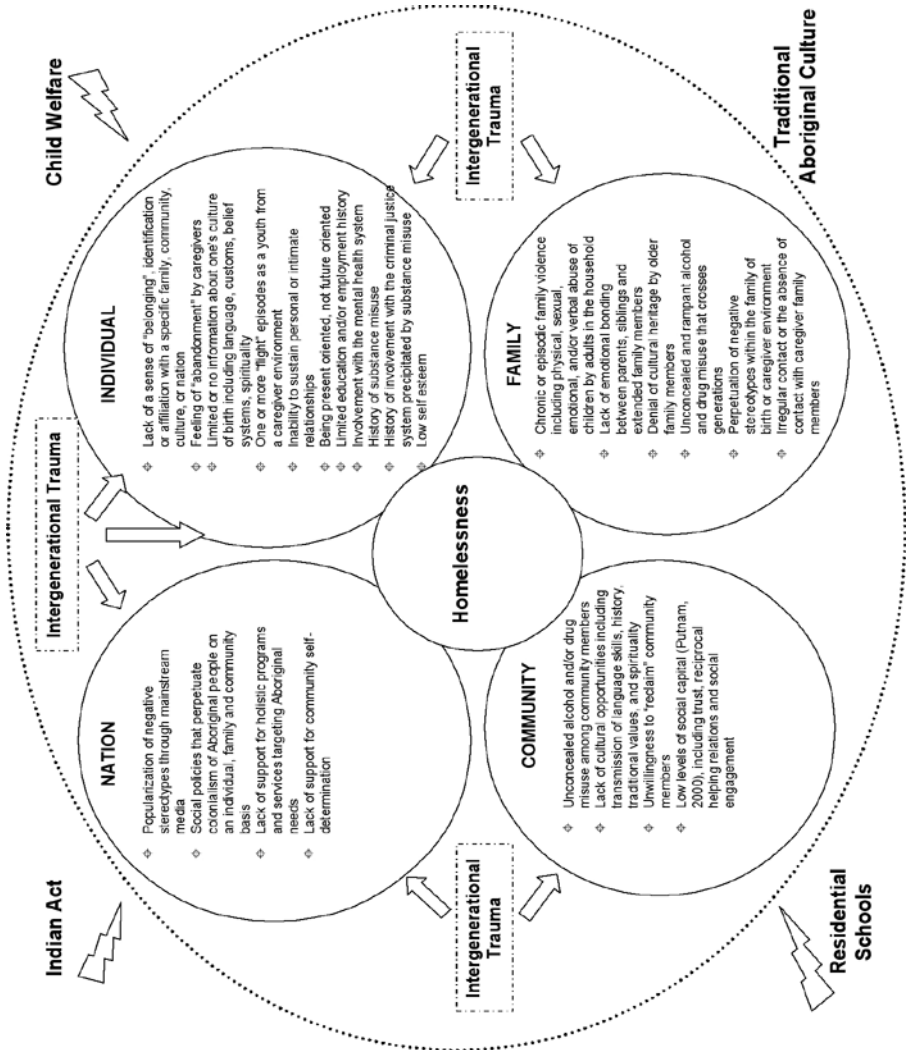 Indian Act
Child Welfare
Intergenerational Trauma
NATION
Popularization of negative
stereotypes through mainstream
media
Social policies that perpetuate
colonialism of Aboriginal people on
an individual, family and community
basis
Lack of support for holistic programs
and services targeting Aboriginal
needs
Lack of support for community self-
determination
INDIVIDUAL
Lack of a sense of "belonging", identification
or affiliation with a specific family, community,
culture, or nation
Feeling of "abandonment" by caregivers
Limited or no information about one's culture
of birth including language, customs, belief
systems, spirituality
One or more "flight" episodes as a youth from
a caregiver environment
Inability to sustain personal or intimate
relationships
Being present oriented, not future oriented
Limited education and/or employment history
Involvement with the mental health system
History of substance misuse
History of involvement with the criminal justice
system precipitated by substance misuse
Low self esteem
Intergenerational
Trauma
Homelessness
Intergenerational
Trauma
COMMUNITY
Unconcealed alcohol and/or drug
misuse among community members
Lack of cultural opportunities including
transmission of language skills, history,
traditional values, and spirituality
Unwillingness to "reclaim" community
members
Low levels of social capital (Putnam,
2000), including trust, reciprocal
helping relations and social
engagement
FAMILY
Chronic or episodic family violence
including physical, sexual,
emotional, and/or verbal abuse of
children by adults in the household
Lack of emotional bonding
between parents, siblings and
extended family members
Denial of cultural heritage by older
family members
Unconcealed and rampant alcohol
and drug misuse that crosses
generations
Perpetuation of negative
stereotypes within the family of
birth or caregiver environment
Irregular contact or the absence of
contact with caregiver family
members
Residential
Schools
Traditional
Aboriginal Culture